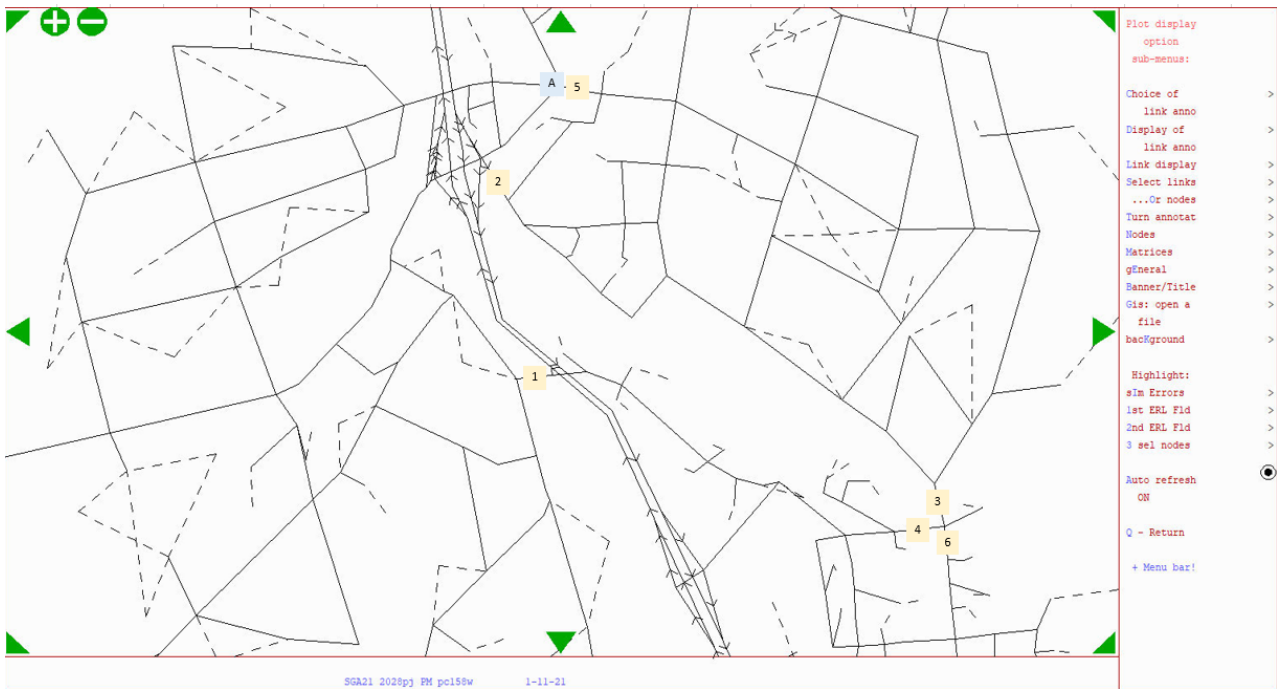 Plot display
option
sub-menus:
Choice of >
link anno
Display of >
link anno
Link display >
Select links >
...Or nodes >
Turn annotat >
Nodes >
Matrices >
gEneral >
Banner/Title >
Gis: open a >
file
bacKground >
Highlight:
sIm Errors >
1st ERL Fld >
2nd ERL Fld >
3 sel nodes >
Auto refresh
ON
Q - Return
+ Menu bar!
A
5
2
1
3
4
6
SGA21 2028pj PM pc158w 1-11-21